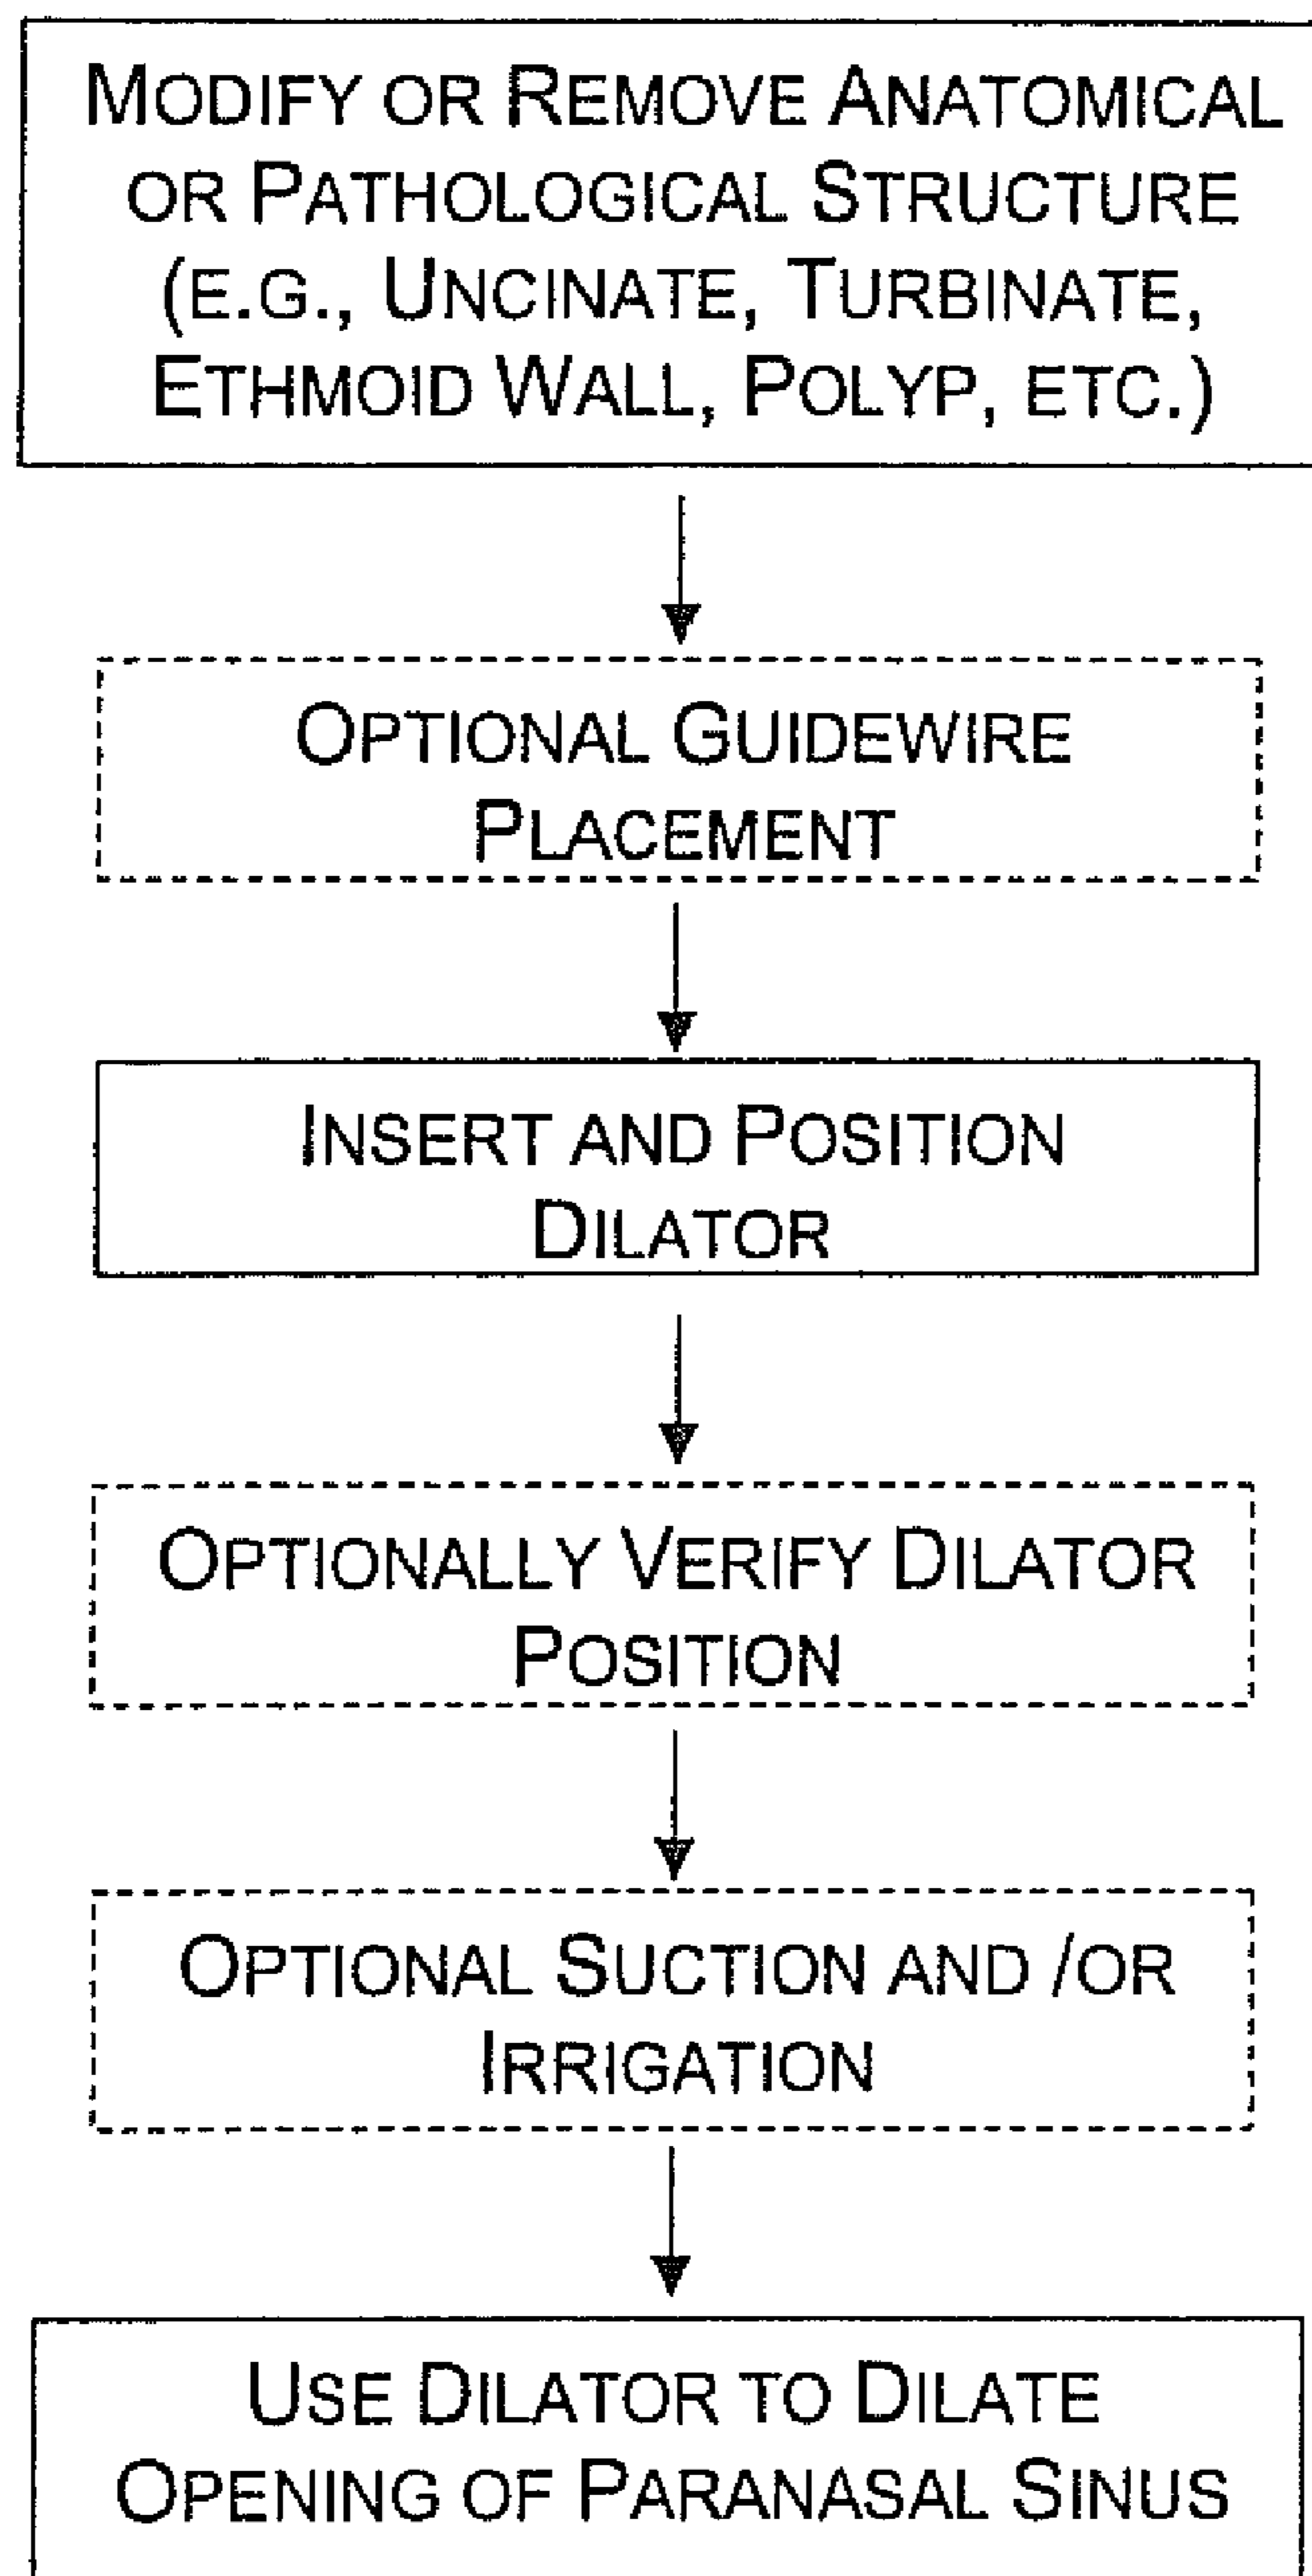 MODIFY OR REMOVE ANATOMICAL
OR PATHOLOGICAL STRUCTURE
(E.G., UNCINATE, TURBINATE,
ETHMOID WALL, POLYP, ETC.)
OPTIONAL GUIDEWIRE
PLACEMENT
INSERT AND POSITION
DILATOR
OPTIONALLY VERIFY DILATOR
POSITION
OPTIONAL SUCTION AND /OR
IRRIGATION
USE DILATOR TO DILATE
OPENING OF PARANASAL SINUS